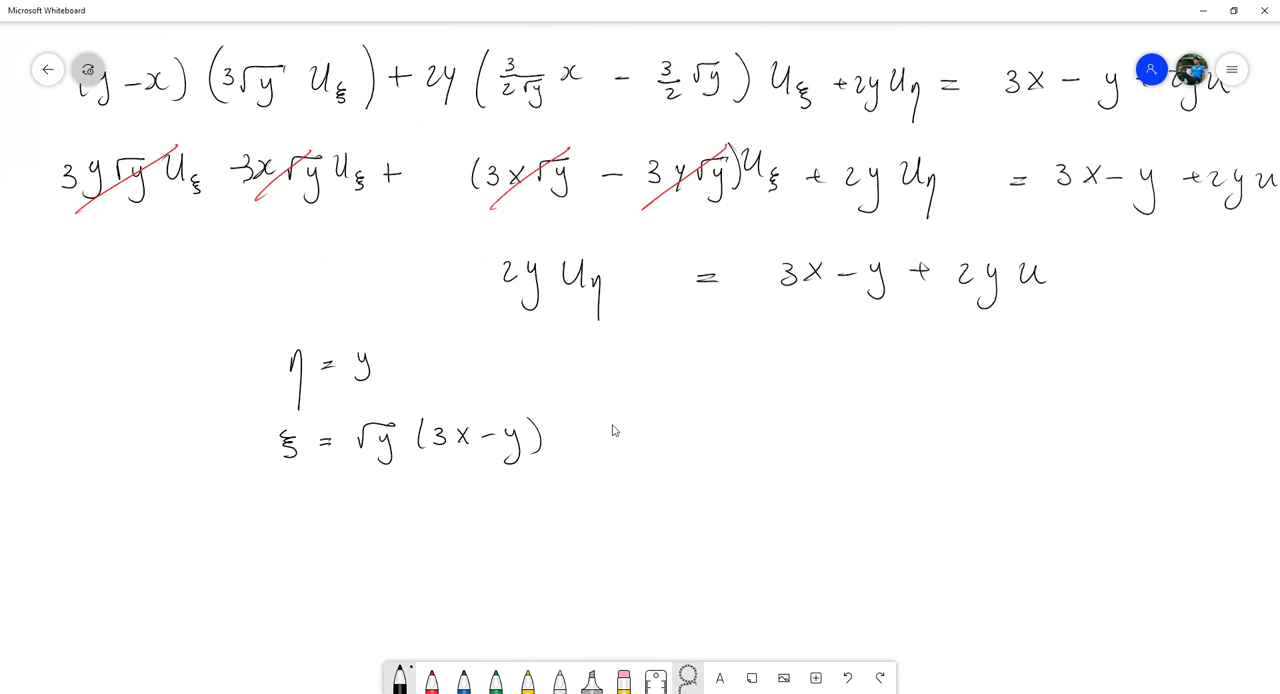 Microsoft Whiteboard
(y - x) (3√y U_ξ) + 2y (3/(2√y) x - 3/2 √y) U_ξ + 2y U_η = 3x - y + 2y u
3y√y U_ξ - 3x√y U_ξ + (3x√y - 3y√y) U_ξ + 2y U_η = 3x - y + 2y u
2y U_η = 3x - y + 2y u
η = y
ξ = √y (3x - y)
A